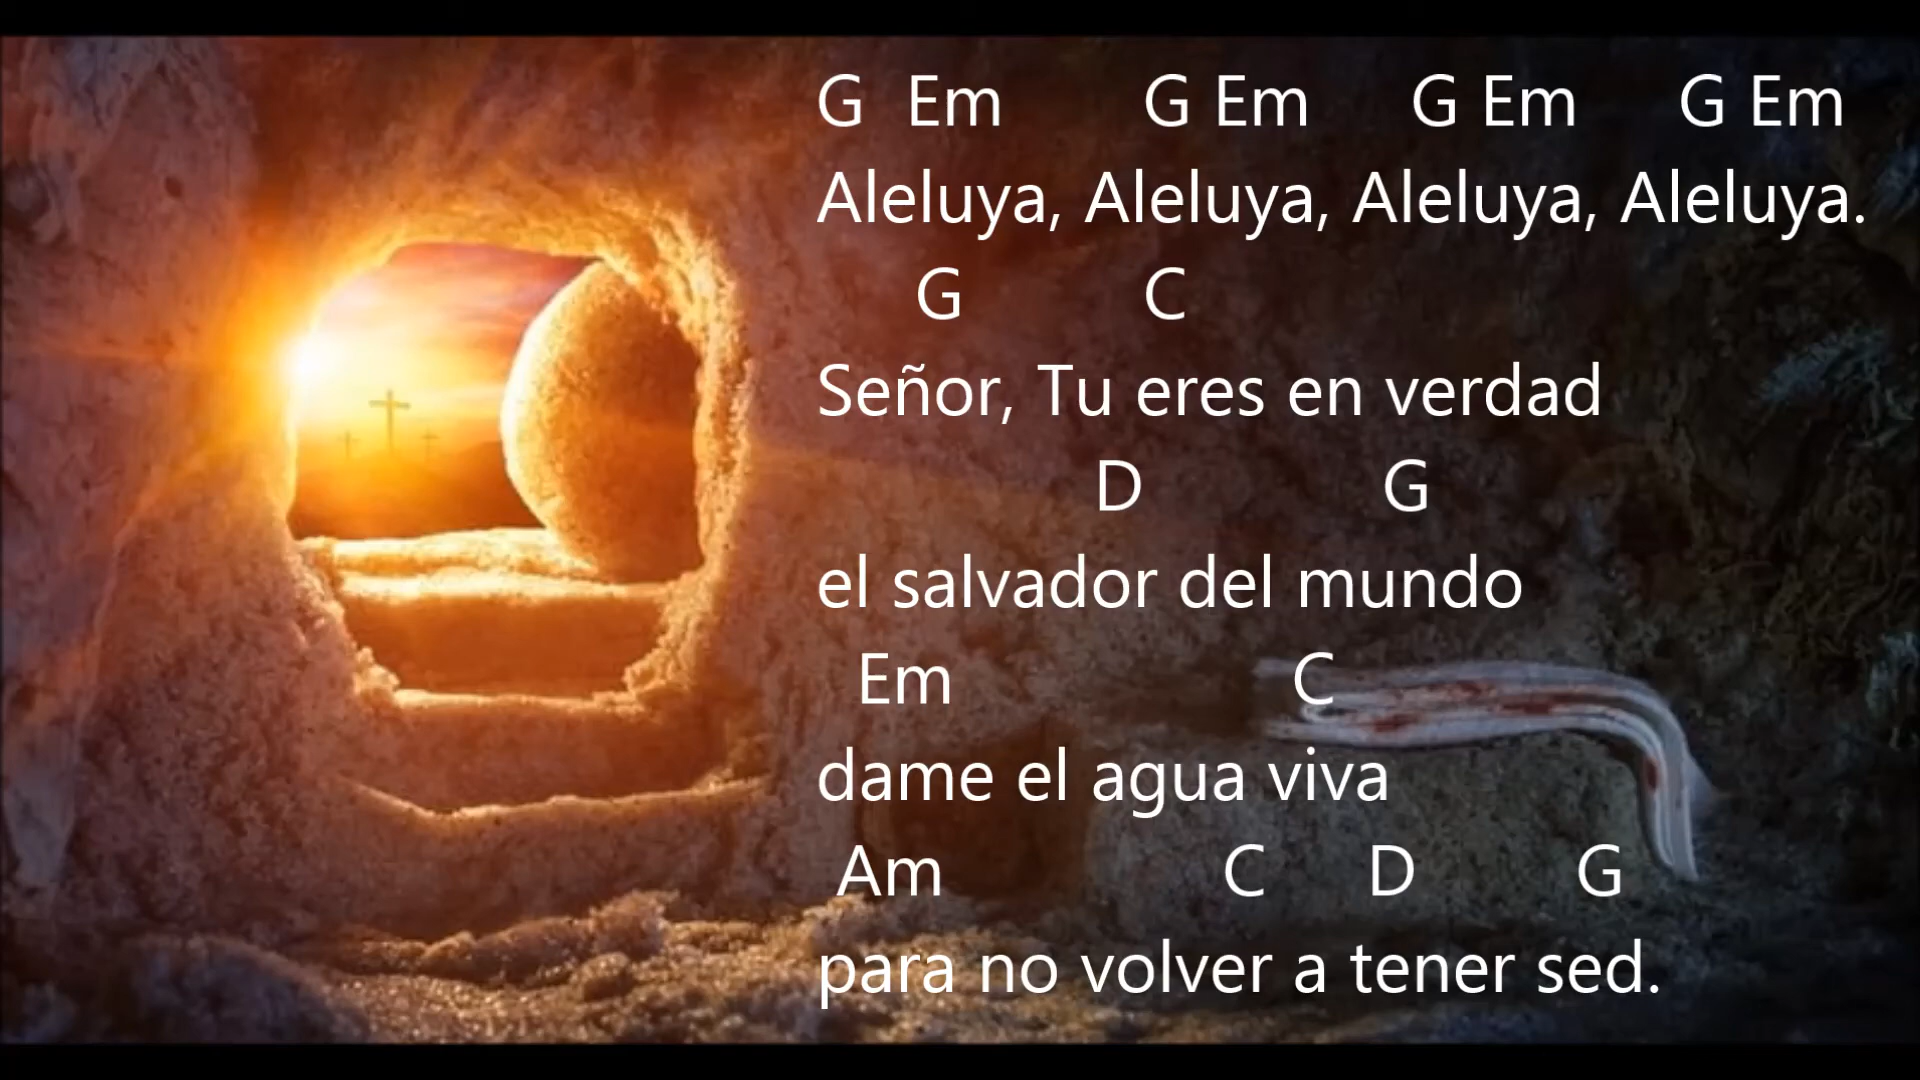 G Em G Em G Em G Em
Aleluya, Aleluya, Aleluya, Aleluya.
G C
Señor, Tu eres en verdad
D G
el salvador del mundo
Em C
dame el agua viva
Am C D G
para no volver a tener sed.